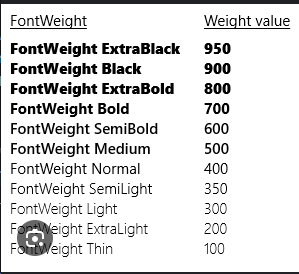 FontWeight Weight value
FontWeight ExtraBlack 950
FontWeight Black 900
FontWeight ExtraBold 800
FontWeight Bold 700
FontWeight SemiBold 600
FontWeight Medium 500
FontWeight Normal 400
FontWeight SemiLight 350
FontWeight Light 300
FontWeight ExtraLight 200
FontWeight Thin 100